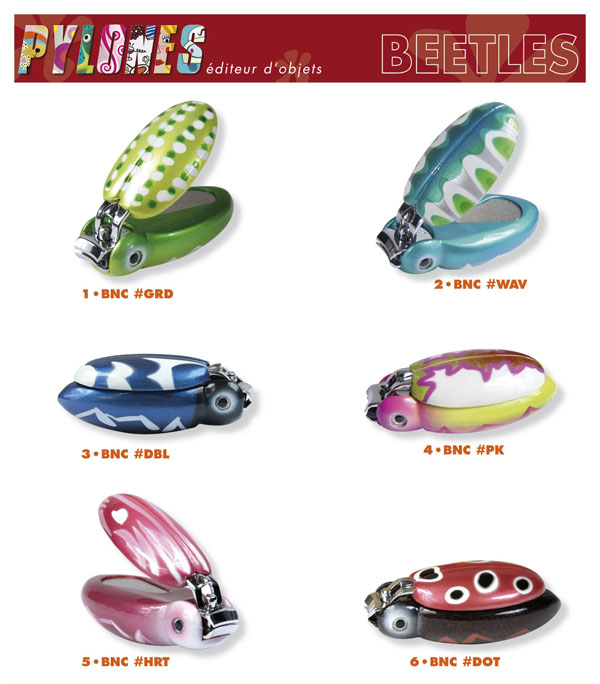 PYLONES éditeur d'objets
BEETLES
1 • BNC #GRD
2 • BNC #WAV
3 • BNC #DBL
4 • BNC #PK
5 • BNC #HRT
6 • BNC #DOT